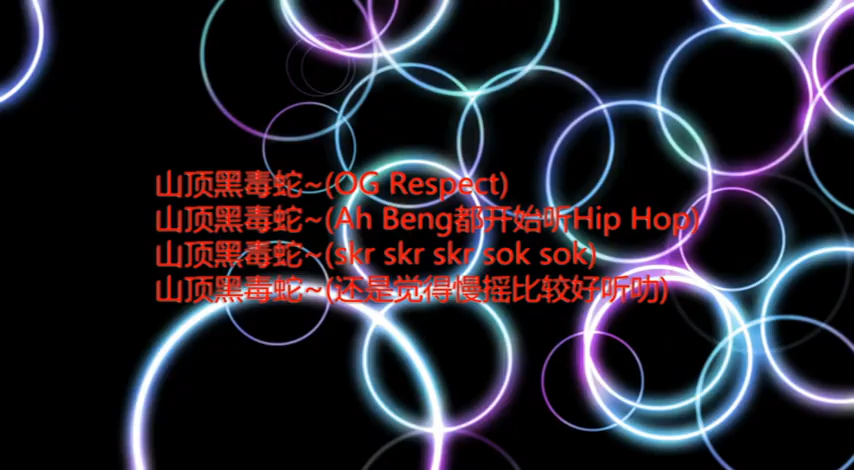 山顶黑毒蛇~(OG Respect)
山顶黑毒蛇~(Ah Beng都开始听Hip Hop)
山顶黑毒蛇~(skr skr skr sok sok)
山顶黑毒蛇~(还是觉得慢摇比较好听叻)